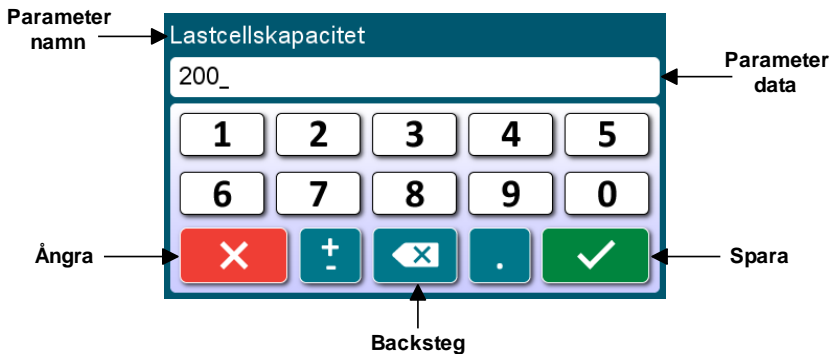 Parameter
namn
Lastcellskapacitet
200_
Parameter
data
1 2 3 4 5
6 7 8 9 0
Ångra
+
-
.
Spara
Backsteg